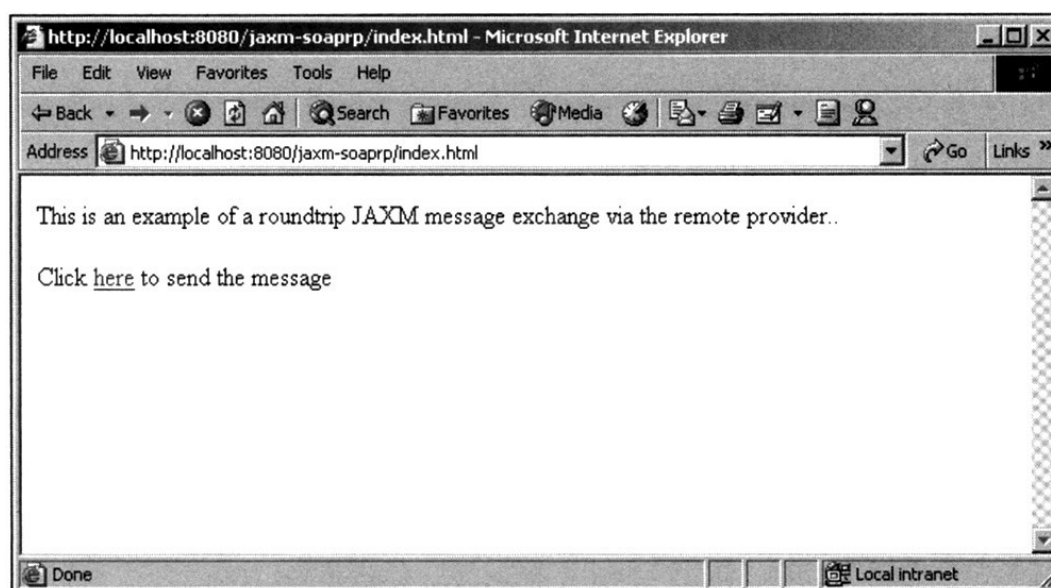 http://localhost:8080/jaxm-soaprp/index.html - Microsoft Internet Explorer
File Edit View Favorites Tools Help
Back Search Favorites Media
Address http://localhost:8080/jaxm-soaprp/index.html Go Links »
This is an example of a roundtrip JAXM message exchange via the remote provider..
Click here to send the message
Done Local intranet